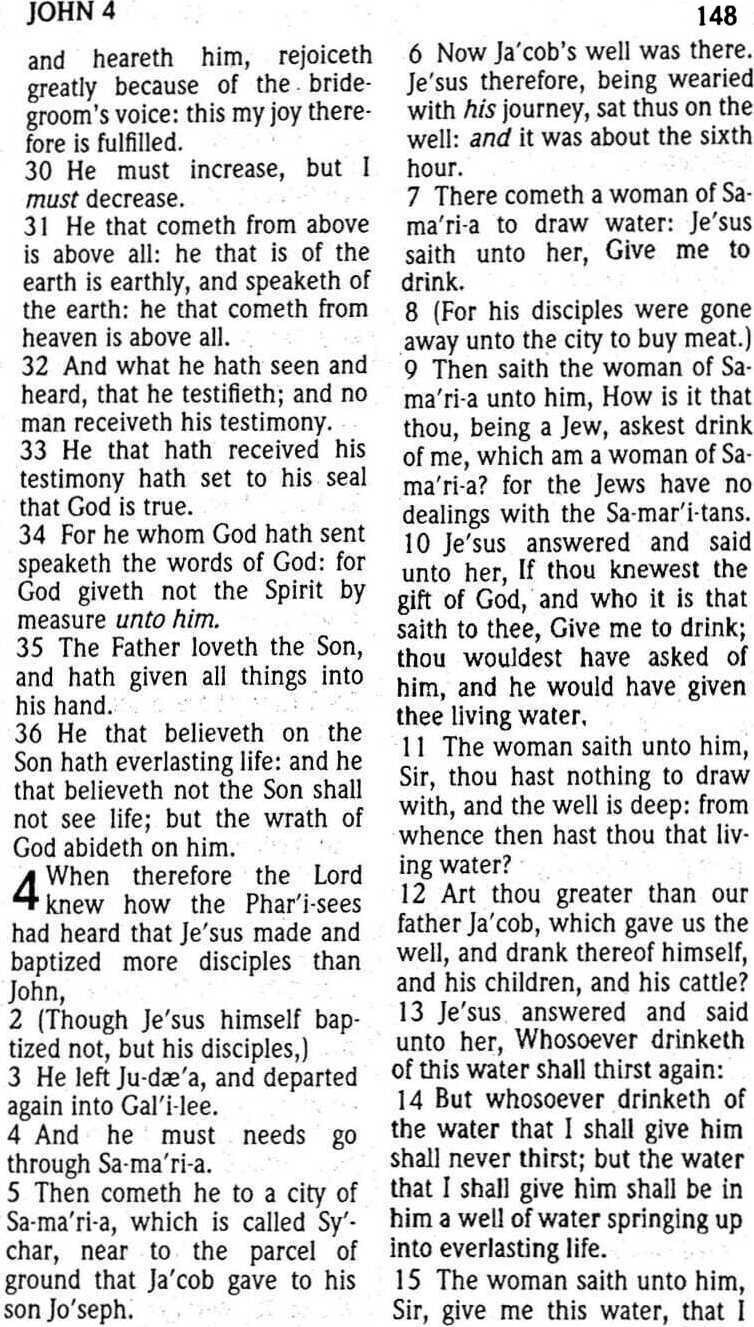 JOHN 4
148
and heareth him, rejoiceth
greatly because of the bride-
groom's voice: this my joy there-
fore is fulfilled.
30 He must increase, but I
must decrease.
31 He that cometh from above
is above all: he that is of the
earth is earthly, and speaketh of
the earth: he that cometh from
heaven is above all.
32 And what he hath seen and
heard, that he testifieth; and no
man receiveth his testimony.
33 He that hath received his
testimony hath set to his seal
that God is true.
34 For he whom God hath sent
speaketh the words of God: for
God giveth not the Spirit by
measure unto him.
35 The Father loveth the Son,
and hath given all things into
his hand.
36 He that believeth on the
Son hath everlasting life: and he
that believeth not the Son shall
not see life; but the wrath of
God abideth on him.
4 When therefore the Lord
knew how the Phar'i-sees
had heard that Je'sus made and
baptized more disciples than
John,
2 (Though Je'sus himself bap-
tized not, but his disciples,)
3 He left Ju-dæ'a, and departed
again into Gal'i-lee.
4 And he must needs go
through Sa-ma'ri-a.
5 Then cometh he to a city of
Sa-ma'ri-a, which is called Sy'-
char, near to the parcel of
ground that Ja'cob gave to his
son Jo'seph.
6 Now Ja'cob's well was there.
Je'sus therefore, being wearied
with his journey, sat thus on the
well: and it was about the sixth
hour.
7 There cometh a woman of Sa-
ma'ri-a to draw water: Je'sus
saith unto her, Give me to
drink.
8 (For his disciples were gone
away unto the city to buy meat.)
9 Then saith the woman of Sa-
ma'ri-a unto him, How is it that
thou, being a Jew, askest drink
of me, which am a woman of Sa-
ma'ri-a? for the Jews have no
dealings with the Sa-mar'i-tans.
10 Je'sus answered and said
unto her, If thou knewest the
gift of God, and who it is that
saith to thee, Give me to drink;
thou wouldest have asked of
him, and he would have given
thee living water.
11 The woman saith unto him,
Sir, thou hast nothing to draw
with, and the well is deep: from
whence then hast thou that liv-
ing water?
12 Art thou greater than our
father Ja'cob, which gave us the
well, and drank thereof himself,
and his children, and his cattle?
13 Je'sus answered and said
unto her, Whosoever drinketh
of this water shall thirst again:
14 But whosoever drinketh of
the water that I shall give him
shall never thirst; but the water
that I shall give him shall be in
him a well of water springing up
into everlasting life.
15 The woman saith unto him,
Sir, give me this water, that I